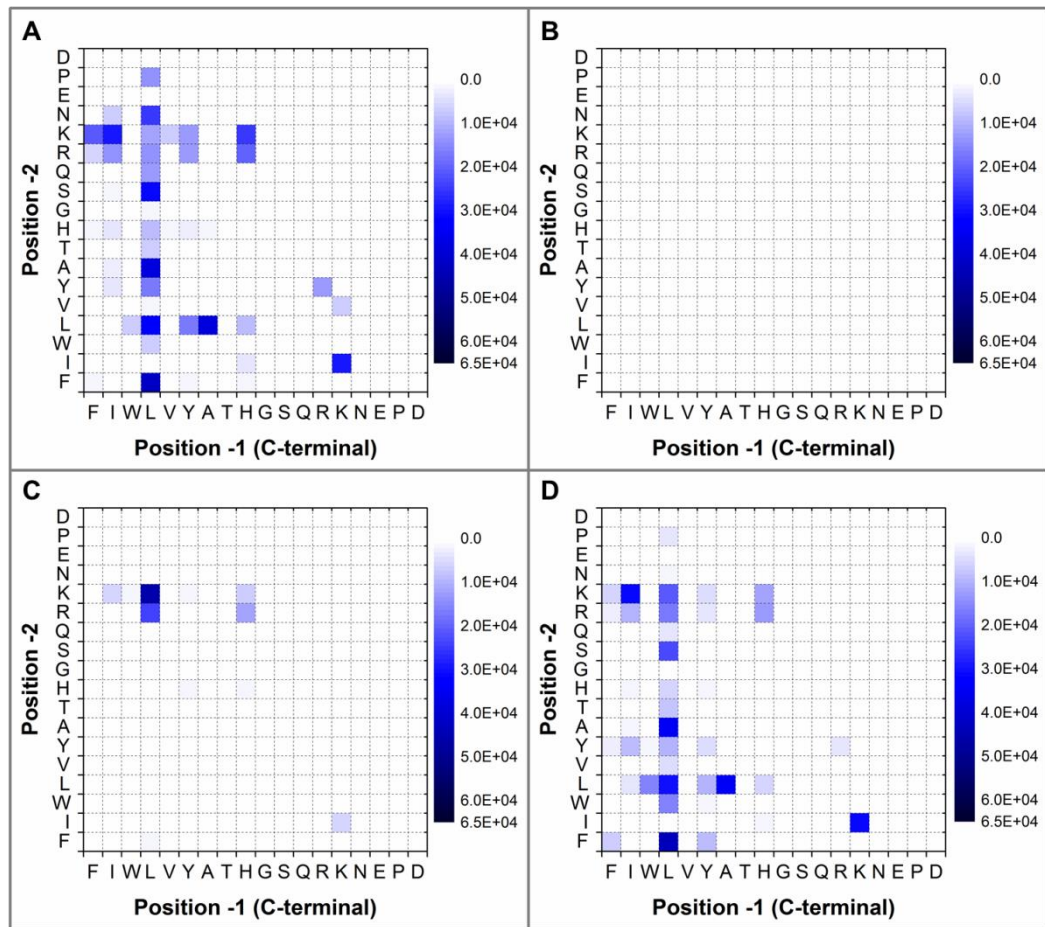 A
Position -2
D
P
E
N
K
R
Q
S
G
H
T
A
Y
V
L
W
I
F
F I W L V Y A T H G S Q R K N E P D
Position -1 (C-terminal)
0.0
1.0E+04
2.0E+04
3.0E+04
4.0E+04
5.0E+04
6.0E+04
6.5E+04
B
Position -2
D
P
E
N
K
R
Q
S
G
H
T
A
Y
V
L
W
I
F
F I W L V Y A T H G S Q R K N E P D
Position -1 (C-terminal)
0.0
1.0E+04
2.0E+04
3.0E+04
4.0E+04
5.0E+04
6.0E+04
6.5E+04
C
Position -2
D
P
E
N
K
R
Q
S
G
H
T
A
Y
V
L
W
I
F
F I W L V Y A T H G S Q R K N E P D
Position -1 (C-terminal)
0.0
1.0E+04
2.0E+04
3.0E+04
4.0E+04
5.0E+04
6.0E+04
6.5E+04
D
Position -2
D
P
E
N
K
R
Q
S
G
H
T
A
Y
V
L
W
I
F
F I W L V Y A T H G S Q R K N E P D
Position -1 (C-terminal)
0.0
1.0E+04
2.0E+04
3.0E+04
4.0E+04
5.0E+04
6.0E+04
6.5E+04